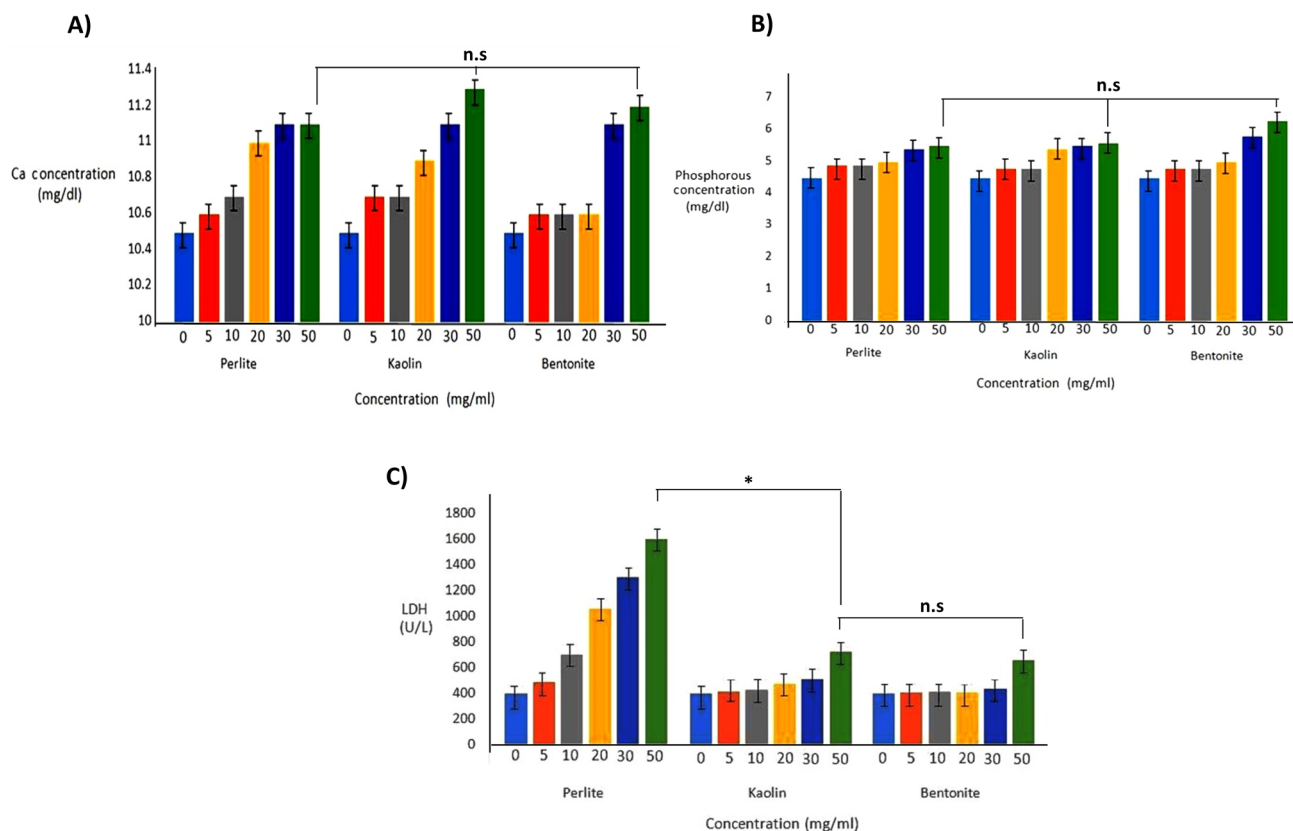 A)
n.s
11.4
11.2
11
10.8
10.6
10.4
10.2
10
Ca concentration
(mg/dl)
0 5 10 20 30 50 0 5 10 20 30 50 0 5 10 20 30 50
Perlite Kaolin Bentonite
Concentration (mg/ml)
B)
n.s
7
6
5
4
3
2
1
0
Phosphorous
concentration
(mg/dl)
0 5 10 20 30 50 0 5 10 20 30 50 0 5 10 20 30 50
Perlite Kaolin Bentonite
Concentration (mg/ml)
C)
*
n.s
1800
1600
1400
1200
1000
800
600
400
200
0
LDH
(U/L)
0 5 10 20 30 50 0 5 10 20 30 50 0 5 10 20 30 50
Perlite Kaolin Bentonite
Concentration (mg/ml)